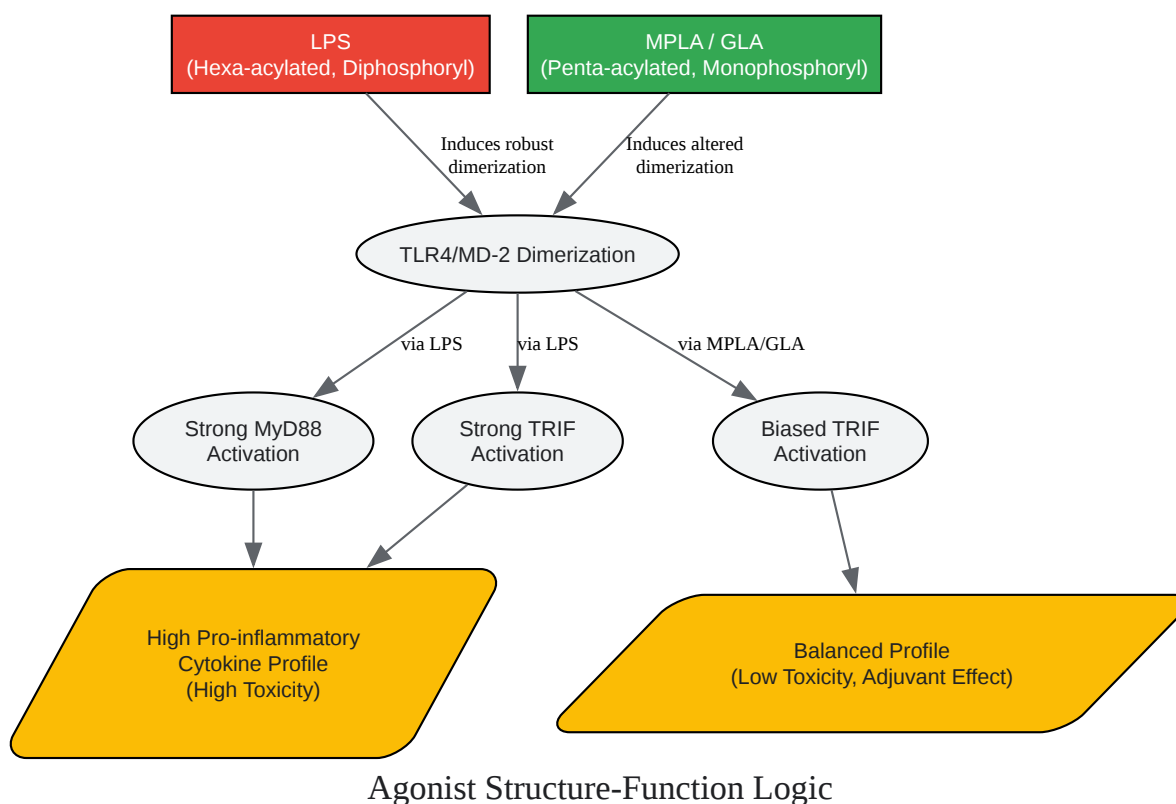 LPS
(Hexa-acylated, Diphosphoryl)
MPLA / GLA
(Penta-acylated, Monophosphoryl)
Induces robust
dimerization
Induces altered
dimerization
TLR4/MD-2 Dimerization
via LPS
via LPS
via MPLA/GLA
Strong MyD88
Activation
Strong TRIF
Activation
Biased TRIF
Activation
High Pro-inflammatory
Cytokine Profile
(High Toxicity)
Balanced Profile
(Low Toxicity, Adjuvant Effect)
Agonist Structure-Function Logic